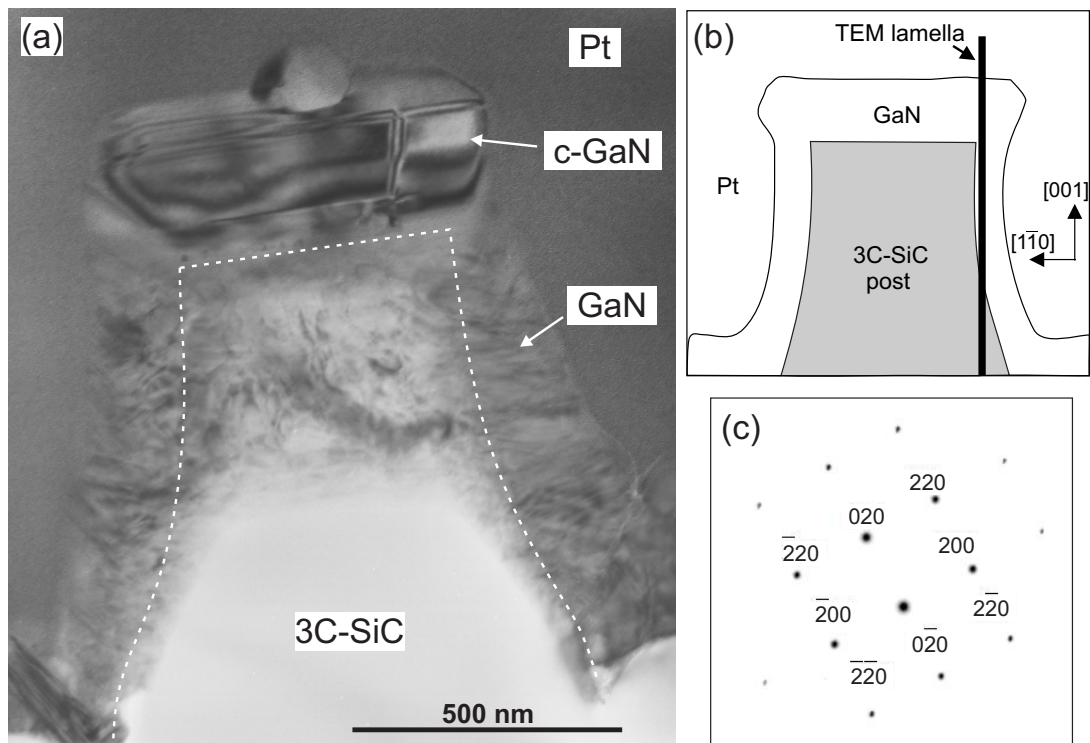 (a)
Pt
c-GaN
GaN
3C-SiC
500 nm
(b)
TEM lamella
GaN
Pt
[001]
[11̅0]
3C-SiC
post
(c)
220
020
200
2̅20
22̅0
2̅00
02̅0
2̅2̅0